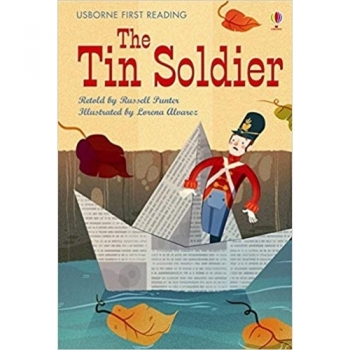 USBORNE FIRST READING
The
Tin Soldier
Retold by Russell Punter
Illustrated by Lorena Alvarez